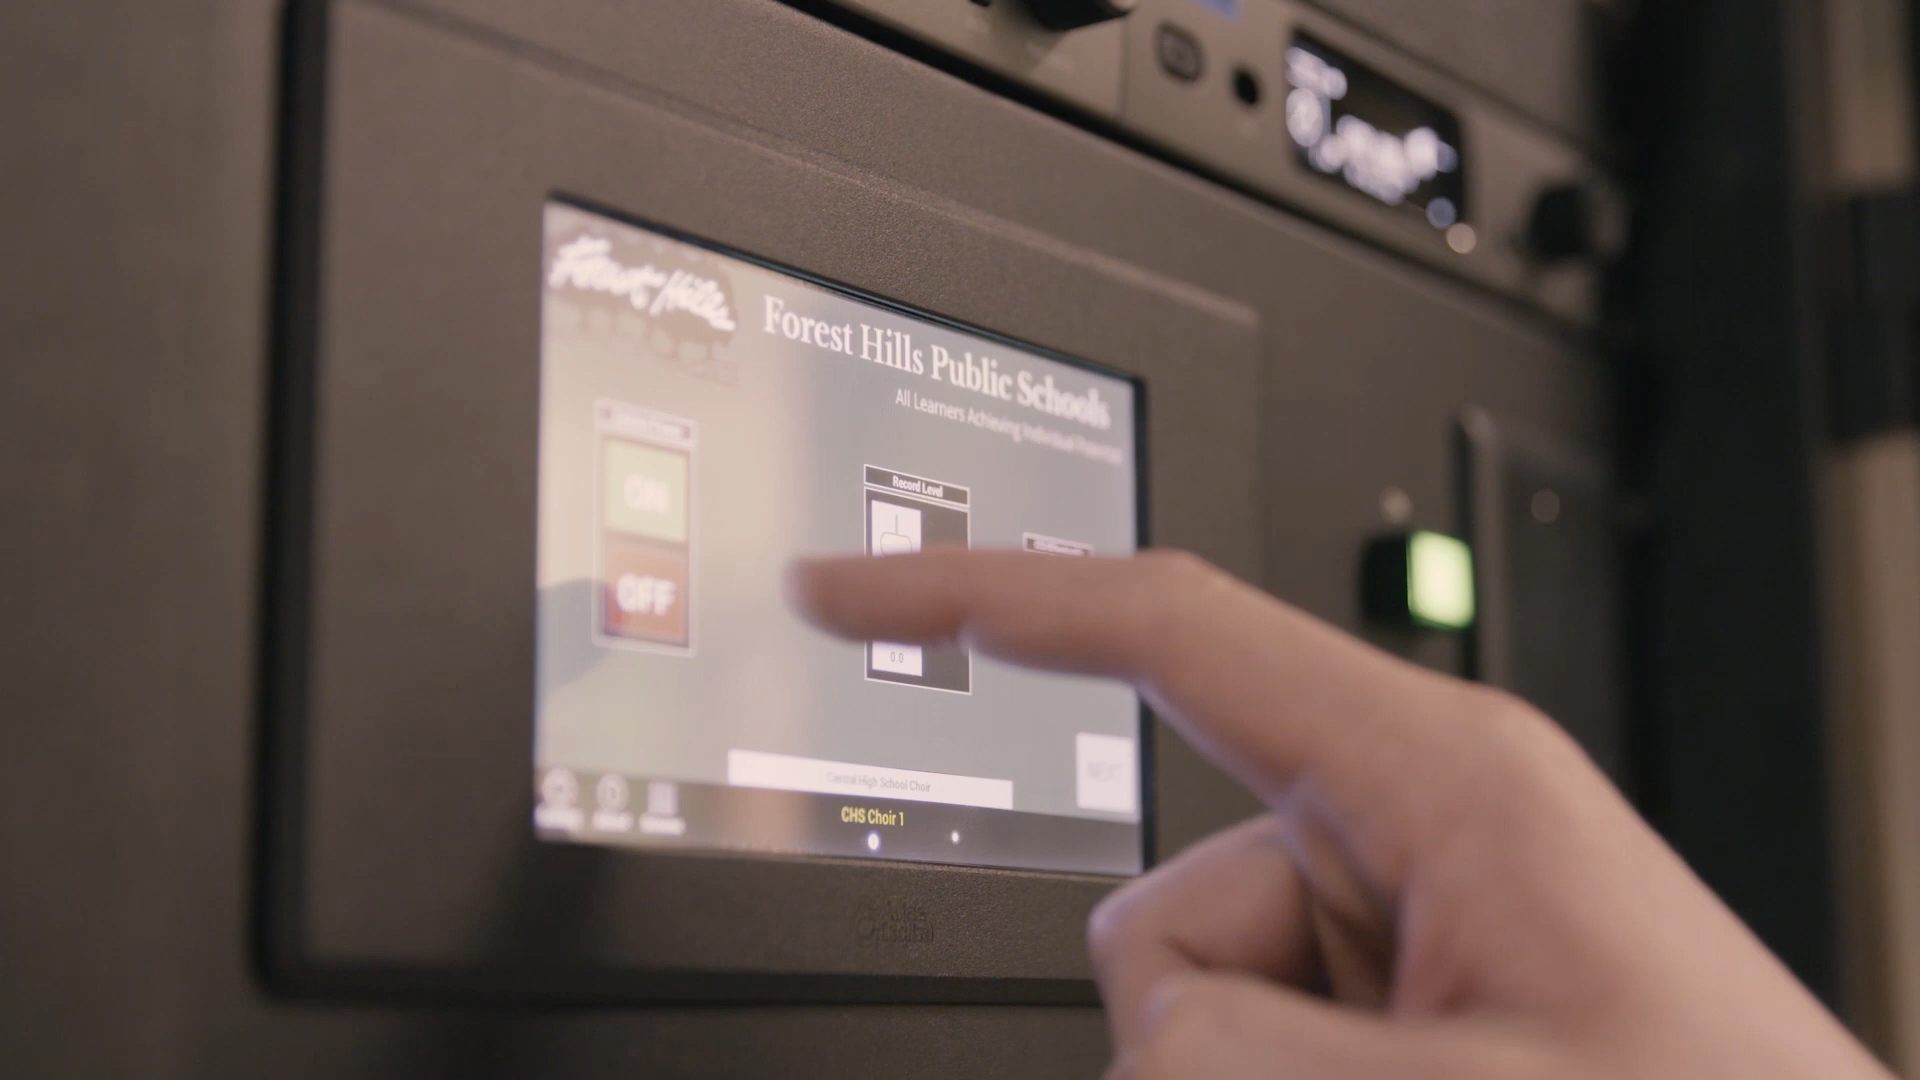 Forest Hills
Forest Hills Public Schools
All Learners Achieving Individual Potential
ON
Record Level
OFF
0.0
NEXT
Central High School Choir
CHS Choir 1